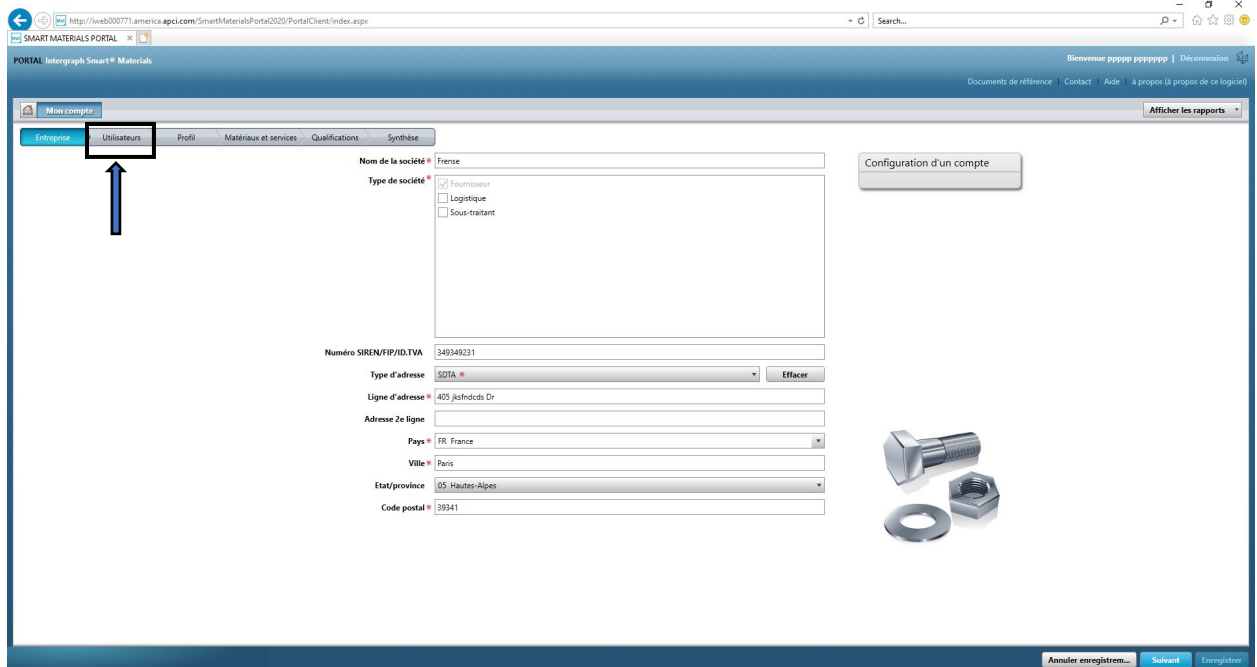 http://iweb000771.america.apci.com/SmartMaterialsPortal2020/PortalClient/index.aspx
Search...
SMART MATERIALS PORTAL
PORTAL Intergraph Smart® Materials
Bienvenue ppppp ppppppp | Déconnexion
Documents de référence | Contact | Aide | à propos (à propos de ce logiciel)
Mon compte
Afficher les rapports
Entreprise Utilisateurs Profil Matériaux et services Qualifications Synthèse
Nom de la société * Frense
Configuration d'un compte
Type de société *
Fournisseur
Logistique
Sous-traitant
Numéro SIREN/FIP/ID.TVA 349349231
Type d'adresse SDTA * Effacer
Ligne d'adresse * 405 jksfndcds Dr
Adresse 2e ligne
Pays * FR France
Ville * Paris
Etat/province 05 Hautes-Alpes
Code postal * 39341
Annuler enregistrem... Suivant Enregistrer